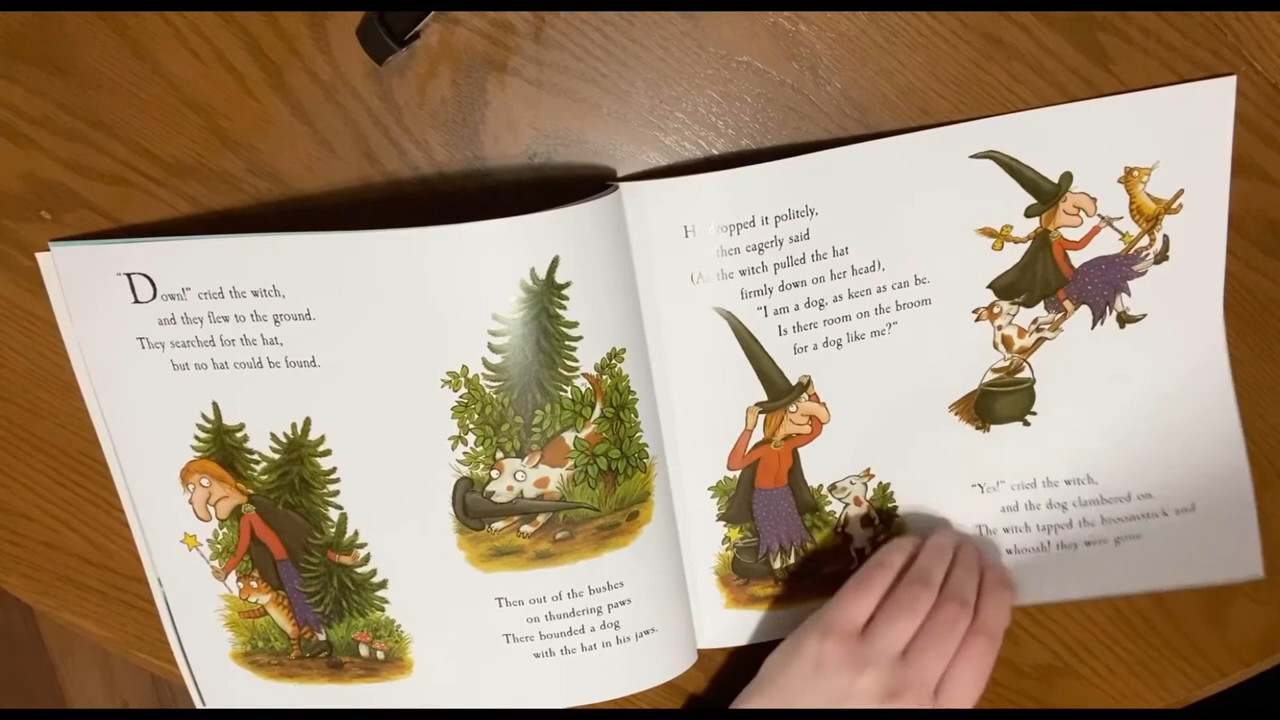 "Down!" cried the witch,
and they flew to the ground.
They searched for the hat,
but no hat could be found.
Then out of the bushes
on thundering paws
There bounded a dog
with the hat in his jaws.
dropped it politely,
then eagerly said
(As the witch pulled the hat
firmly down on her head),
"I am a dog, as keen as can be.
Is there room on the broom
for a dog like me?"
"Yes!" cried the witch,
and the dog clambered on.
The witch tapped the broomstick and
whoosh! they were gone